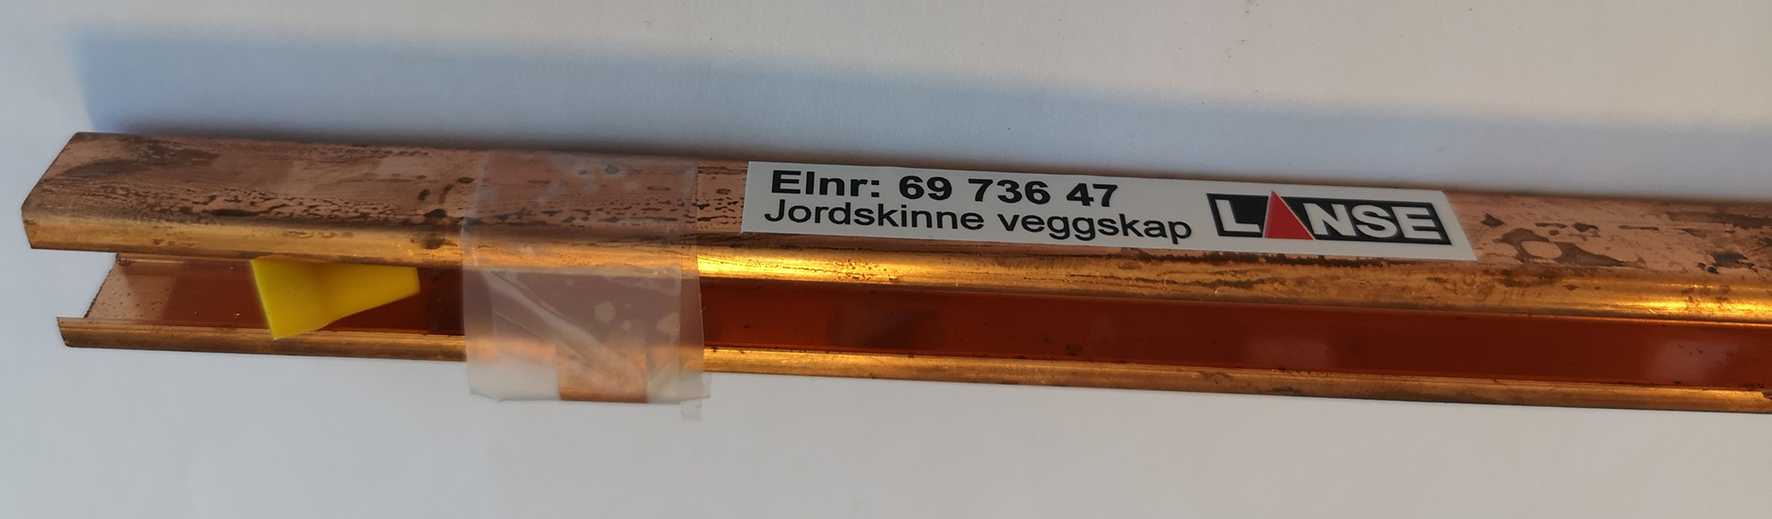 Elnr: 69 736 47
Jordskinne veggskap
LANSE